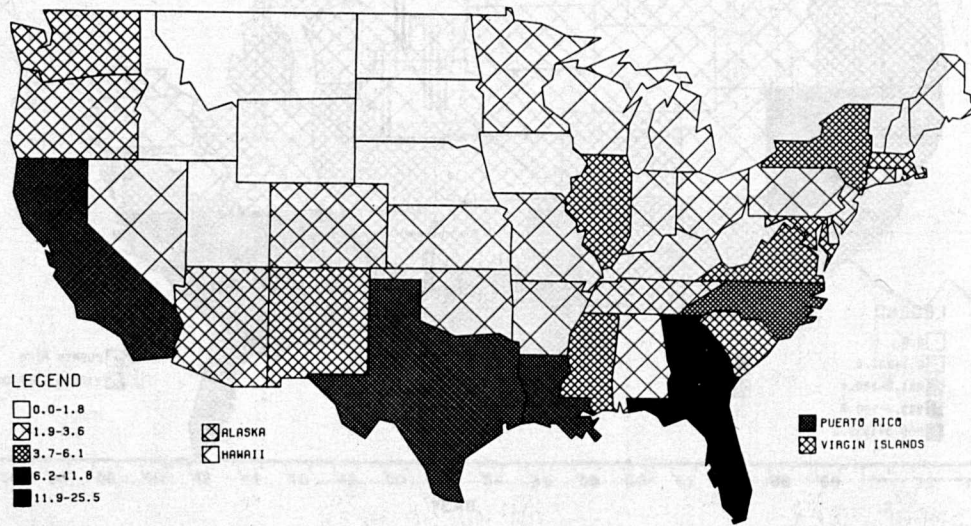 LEGEND
0.0-1.8
1.9-3.6
3.7-6.1
6.2-11.8
11.9-25.5
ALASKA
HAWAII
PUERTO RICO
VIRGIN ISLANDS